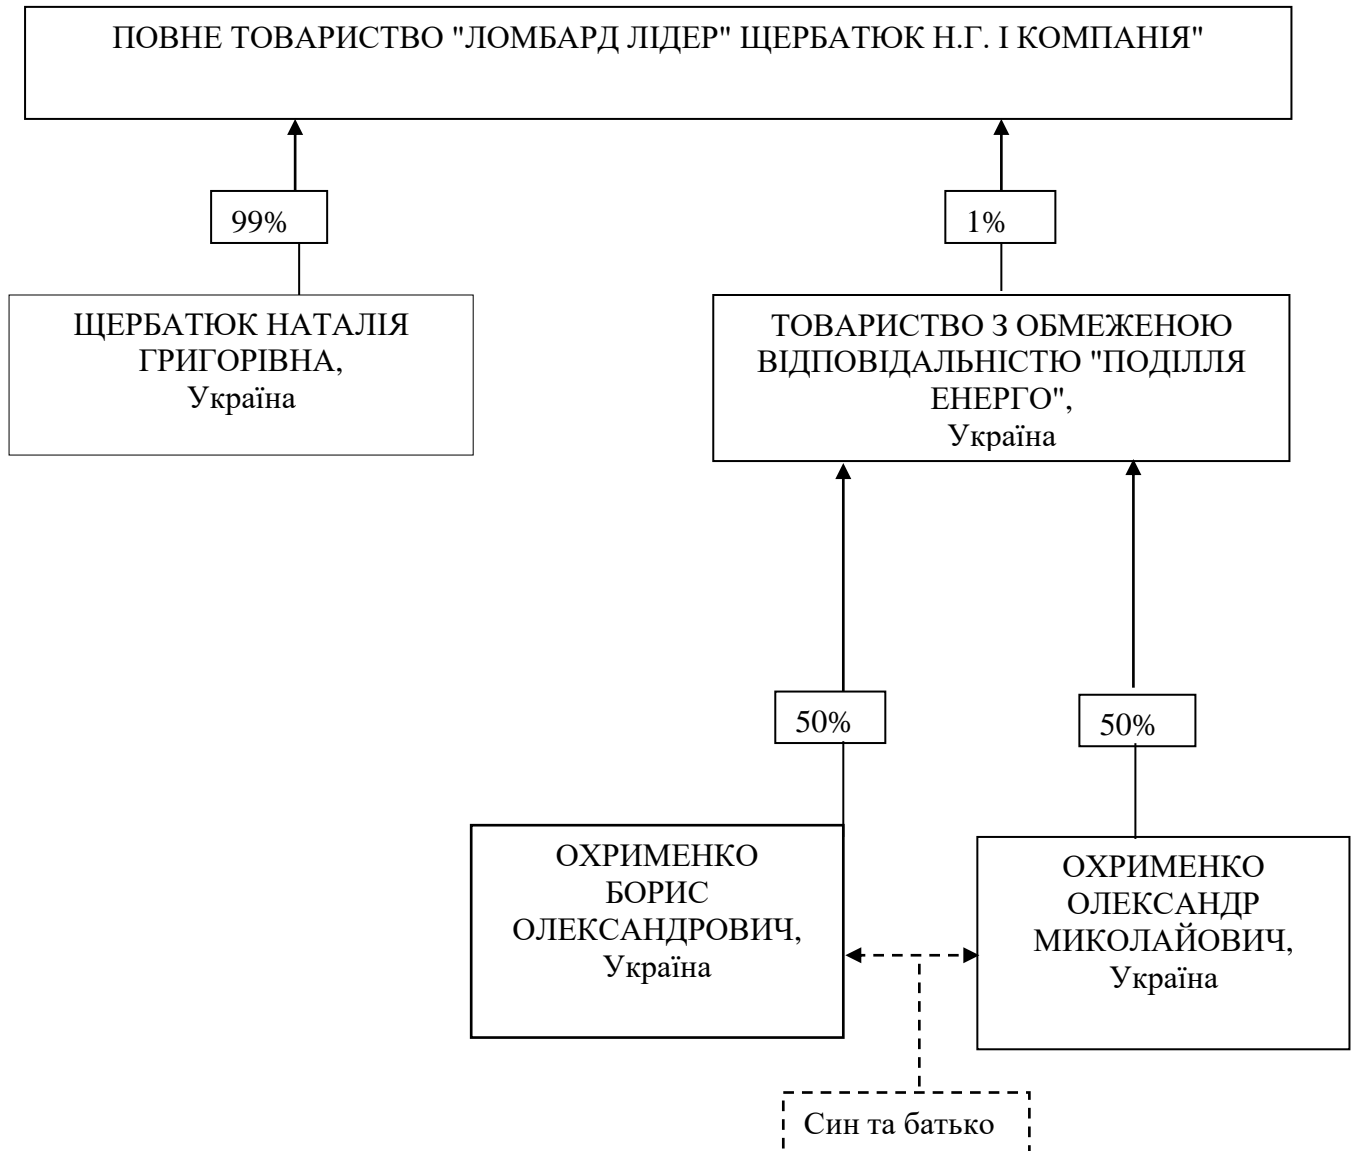 ПОВНЕ ТОВАРИСТВО "ЛОМБАРД ЛІДЕР" ЩЕРБАТЮК Н.Г. І КОМПАНІЯ"
99%
1%
ЩЕРБАТЮК НАТАЛІЯ
ГРИГОРІВНА,
Україна
ТОВАРИСТВО З ОБМЕЖЕНОЮ
ВІДПОВІДАЛЬНІСТЮ "ПОДІЛЛЯ
ЕНЕРГО",
Україна
50%
50%
ОХРИМЕНКО
БОРИС
ОЛЕКСАНДРОВИЧ,
Україна
ОХРИМЕНКО
ОЛЕКСАНДР
МИКОЛАЙОВИЧ,
Україна
Син та батько